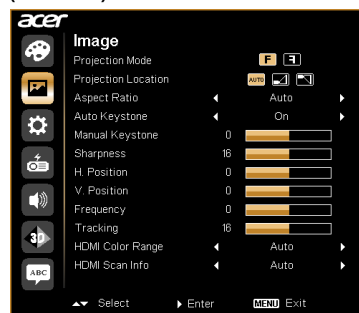 acer
Image
Projection Mode F F
Projection Location AUTO
Aspect Ratio Auto
Auto Keystone On
Manual Keystone 0
Sharpness 16
H. Position 0
V. Position 0
Frequency 0
Tracking 16
HDMI Color Range Auto
HDMI Scan Info Auto
3D
ABC
Select Enter MENU Exit